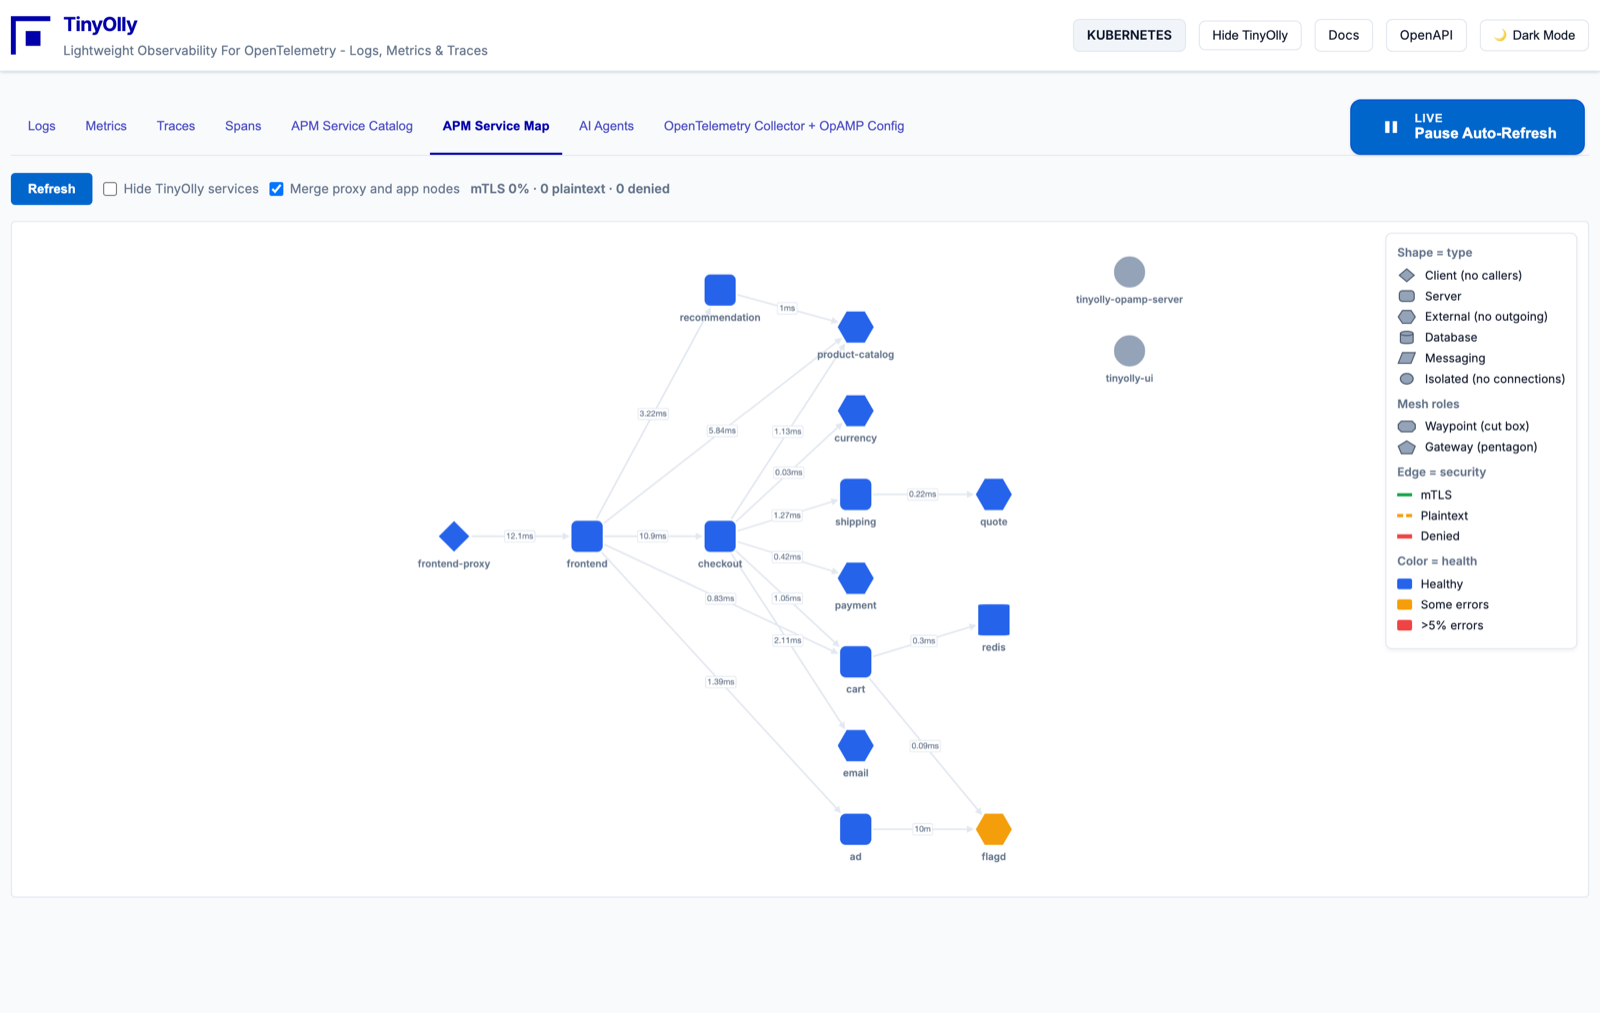 TinyOlly
Lightweight Observability For OpenTelemetry - Logs, Metrics & Traces
KUBERNETES
Hide TinyOlly
Docs
OpenAPI
Dark Mode
Logs
Metrics
Traces
Spans
APM Service Catalog
APM Service Map
AI Agents
OpenTelemetry Collector + OpAMP Config
LIVE
Pause Auto-Refresh
Refresh
Hide TinyOlly services
Merge proxy and app nodes
mTLS 0% · 0 plaintext · 0 denied
recommendation
1ms
product-catalog
3.22ms
5.84ms
1.13ms
currency
0.03ms
1.27ms
shipping
0.22ms
quote
frontend-proxy
12.1ms
frontend
10.9ms
checkout
0.42ms
payment
0.83ms
1.05ms
2.11ms
0.3ms
redis
cart
1.39ms
0.09ms
email
ad
10m
flagd
tinyolly-opamp-server
tinyolly-ui
Shape = type
Client (no callers)
Server
External (no outgoing)
Database
Messaging
Isolated (no connections)
Mesh roles
Waypoint (cut box)
Gateway (pentagon)
Edge = security
mTLS
Plaintext
Denied
Color = health
Healthy
Some errors
>5% errors